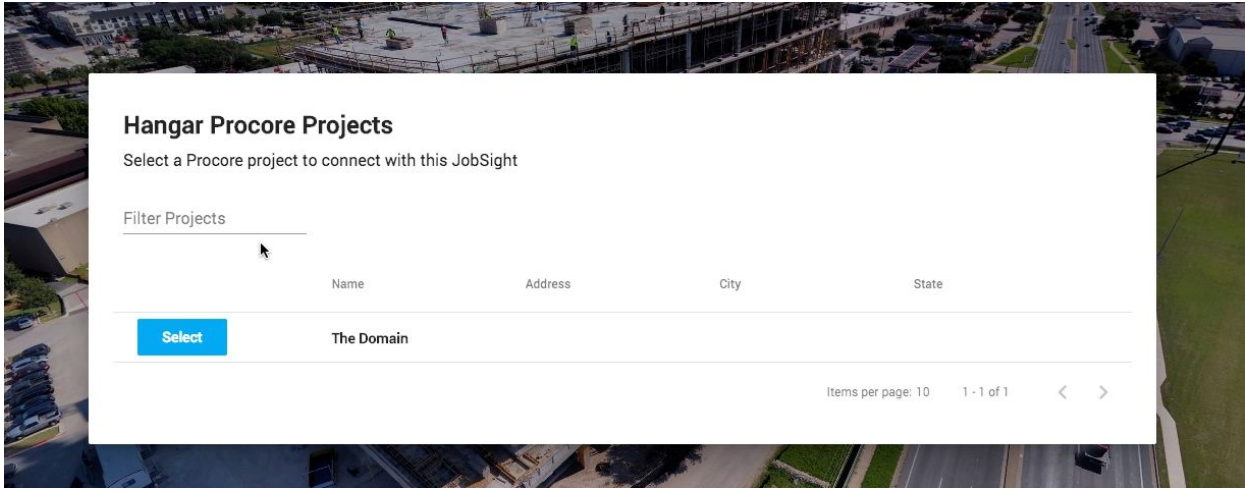 Hangar Procore Projects
Select a Procore project to connect with this JobSight
Filter Projects
Name Address City State
Select The Domain
Items per page: 10 1 - 1 of 1